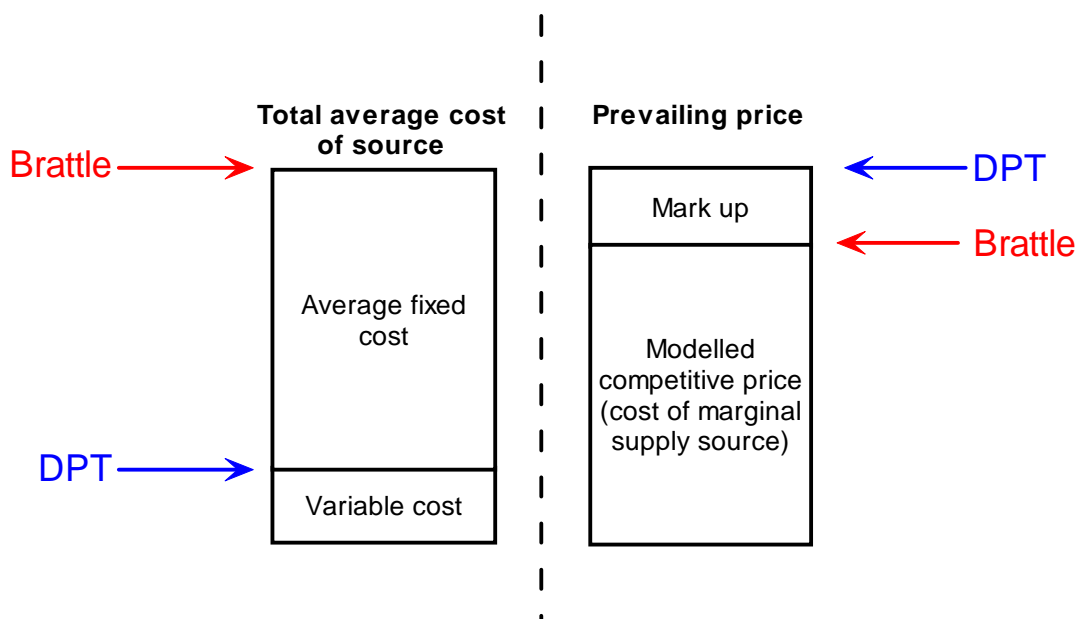 Total average cost
of source
Brattle
Average fixed
cost
DPT
Variable cost
Prevailing price
DPT
Mark up
Brattle
Modelled
competitive price
(cost of marginal
supply source)